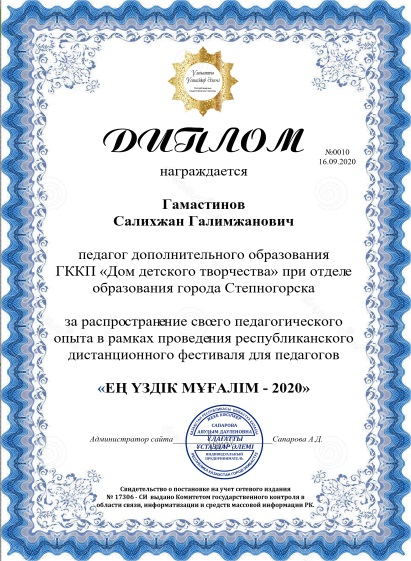 Ұлағатты
Ұстаздар Әлемі
ДИПЛОМ
№0010
16.09.2020
награждается
Гамастинов
Салихжан Галимжанович
педагог дополнительного образования
ГККП «Дом детского творчества» при отделе
образования города Степногорска
за распространение своего педагогического
опыта в рамках проведения республиканского
дистанционного фестиваля для педагогов
«ЕҢ ҮЗДІК МҰҒАЛІМ - 2020»
САПАРОВА
АЯУЛЫМ ДАУЛЕНОВНА
Администратор сайта ҰЛАҒАТТЫ Сапарова А.Д.
ҰСТАЗДАР ӘЛЕМІ
ИНДИВИДУАЛЬНЫЙ
ПРЕДПРИНИМАТЕЛЬ
Свидетельство о постановке на учет сетевого издания
№ 17306 - СИ выдано Комитетом государственного контроля в
области связи, информатизации и средств массовой информации РК.